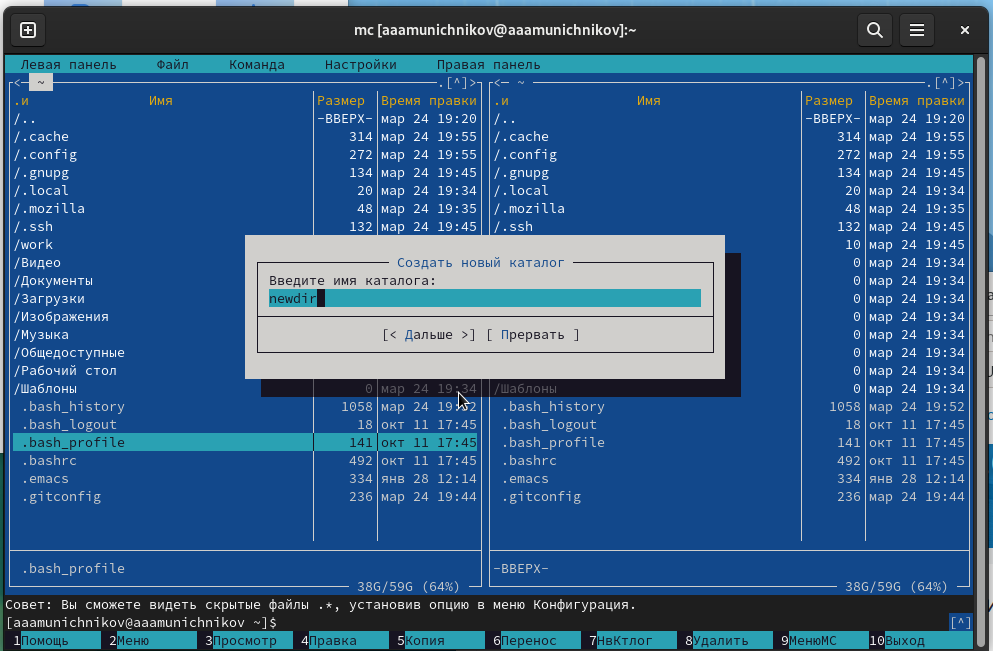 mc [aaamunichnikov@aaamunichnikov]:~
Левая панель Файл Команда Настройки Правая панель
<— ~ .[^]> <— ~ .[^]>
.и Имя Размер Время правки .и Имя Размер Время правки
/.. -ВВЕРХ- мар 24 19:20 /.. -ВВЕРХ- мар 24 19:20
/.cache 314 мар 24 19:55 /.cache 314 мар 24 19:55
/.config 272 мар 24 19:55 /.config 272 мар 24 19:55
/.gnupg 134 мар 24 19:45 /.gnupg 134 мар 24 19:45
/.local 20 мар 24 19:34 /.local 20 мар 24 19:34
/.mozilla 48 мар 24 19:35 /.mozilla 48 мар 24 19:35
/.ssh 132 мар 24 19:45 /.ssh 132 мар 24 19:45
/work 10 мар 24 19:45
/Видео Создать новый каталог 0 мар 24 19:34
/Документы Введите имя каталога: 0 мар 24 19:34
/Загрузки newdir 0 мар 24 19:34
/Изображения 0 мар 24 19:34
/Музыка [< Дальше >] [ Прервать ] 0 мар 24 19:34
/Общедоступные 0 мар 24 19:34
/Рабочий стол 0 мар 24 19:34
/Шаблоны 0 мар 24 19:34 /Шаблоны 0 мар 24 19:34
.bash_history 1058 мар 24 19:52 .bash_history 1058 мар 24 19:52
.bash_logout 18 окт 11 17:45 .bash_logout 18 окт 11 17:45
.bash_profile 141 окт 11 17:45 .bash_profile 141 окт 11 17:45
.bashrc 492 окт 11 17:45 .bashrc 492 окт 11 17:45
.emacs 334 янв 28 12:14 .emacs 334 янв 28 12:14
.gitconfig 236 мар 24 19:44 .gitconfig 236 мар 24 19:44
.bash_profile -ВВЕРХ-
38G/59G (64%) 38G/59G (64%)
Совет: Вы сможете видеть скрытые файлы .*, установив опцию в меню Конфигурация.
[aaamunichnikov@aaamunichnikov ~]$ [^]
1Помощь 2Меню 3Просмотр 4Правка 5Копия 6Перенос 7НвКтлог 8Удалить 9МенюМС 10Выход